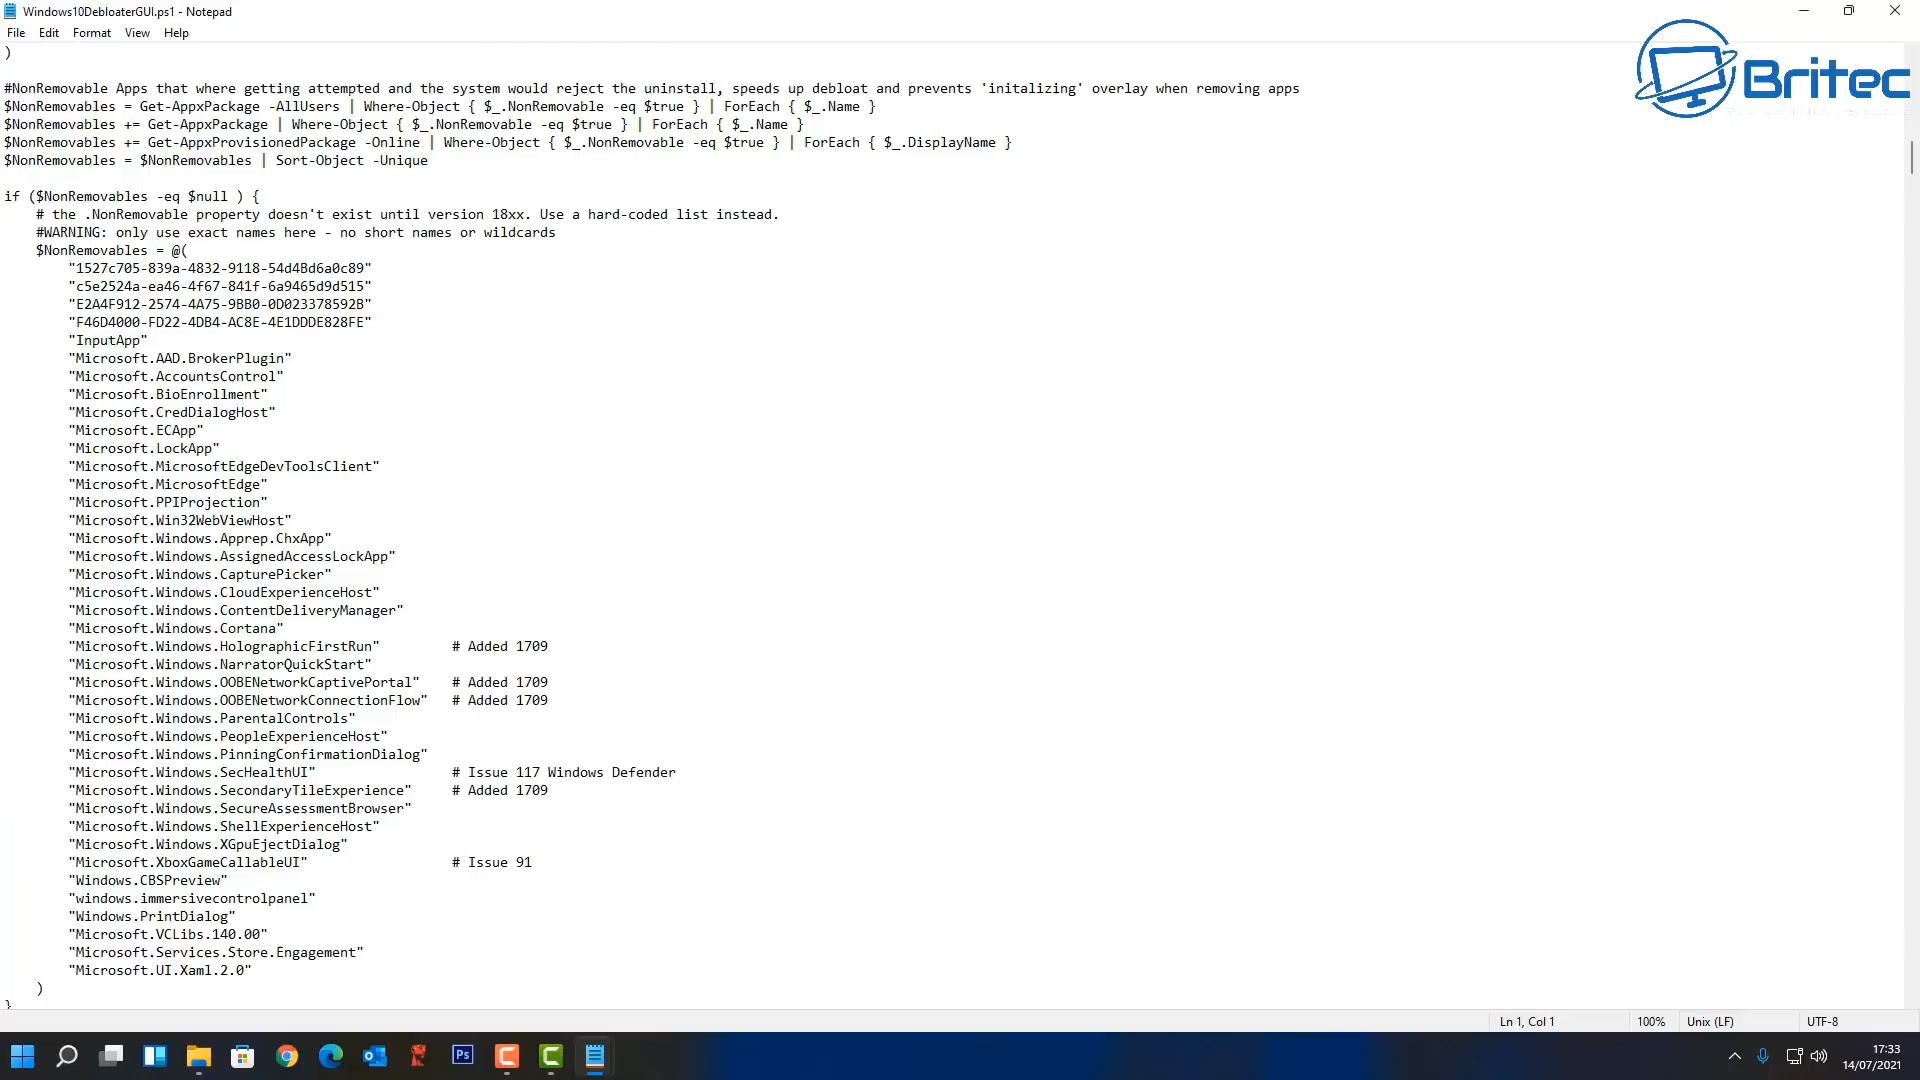 Windows10DebloaterGUI.ps1 - Notepad
File Edit Format View Help
)
#NonRemovable Apps that where getting attempted and the system would reject the uninstall, speeds up debloat and prevents 'initalizing' overlay when removing apps
$NonRemovables = Get-AppxPackage -AllUsers | Where-Object { $_.NonRemovable -eq $true } | ForEach { $_.Name }
$NonRemovables += Get-AppxPackage | Where-Object { $_.NonRemovable -eq $true } | ForEach { $_.Name }
$NonRemovables += Get-AppxProvisionedPackage -Online | Where-Object { $_.NonRemovable -eq $true } | ForEach { $_.DisplayName }
$NonRemovables = $NonRemovables | Sort-Object -Unique
if ($NonRemovables -eq $null ) {
# the .NonRemovable property doesn't exist until version 18xx. Use a hard-coded list instead.
#WARNING: only use exact names here - no short names or wildcards
$NonRemovables = @(
"1527c705-839a-4832-9118-54d4Bd6a0c89"
"c5e2524a-ea46-4f67-841f-6a9465d9d515"
"E2A4F912-2574-4A75-9BB0-0D023378592B"
"F46D4000-FD22-4DB4-AC8E-4E1DDDE828FE"
"InputApp"
"Microsoft.AAD.BrokerPlugin"
"Microsoft.AccountsControl"
"Microsoft.BioEnrollment"
"Microsoft.CredDialogHost"
"Microsoft.ECApp"
"Microsoft.LockApp"
"Microsoft.MicrosoftEdgeDevToolsClient"
"Microsoft.MicrosoftEdge"
"Microsoft.PPIProjection"
"Microsoft.Win32WebViewHost"
"Microsoft.Windows.Apprep.ChxApp"
"Microsoft.Windows.AssignedAccessLockApp"
"Microsoft.Windows.CapturePicker"
"Microsoft.Windows.CloudExperienceHost"
"Microsoft.Windows.ContentDeliveryManager"
"Microsoft.Windows.Cortana"
"Microsoft.Windows.HolographicFirstRun" # Added 1709
"Microsoft.Windows.NarratorQuickStart"
"Microsoft.Windows.OOBENetworkCaptivePortal" # Added 1709
"Microsoft.Windows.OOBENetworkConnectionFlow" # Added 1709
"Microsoft.Windows.ParentalControls"
"Microsoft.Windows.PeopleExperienceHost"
"Microsoft.Windows.PinningConfirmationDialog"
"Microsoft.Windows.SecHealthUI" # Issue 117 Windows Defender
"Microsoft.Windows.SecondaryTileExperience" # Added 1709
"Microsoft.Windows.SecureAssessmentBrowser"
"Microsoft.Windows.ShellExperienceHost"
"Microsoft.Windows.XGpuEjectDialog"
"Microsoft.XboxGameCallableUI" # Issue 91
"Windows.CBSPreview"
"windows.immersivecontrolpanel"
"Windows.PrintDialog"
"Microsoft.VCLibs.140.00"
"Microsoft.Services.Store.Engagement"
"Microsoft.UI.Xaml.2.0"
)
}
Britec
Ln 1, Col 1 100% Unix (LF) UTF-8
Ps
17:33
14/07/2021